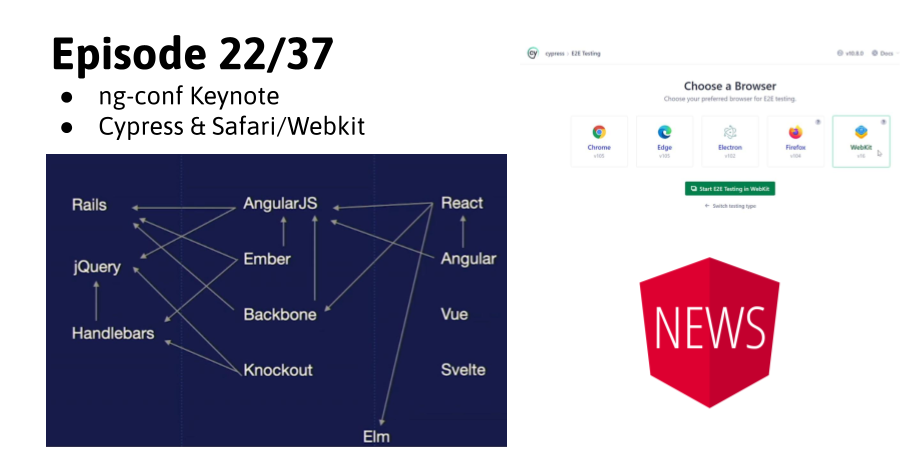 Episode 22/37
● ng-conf Keynote
● Cypress & Safari/Webkit
Rails
AngularJS
React
jQuery
Ember
Angular
Handlebars
Backbone
Vue
Knockout
Svelte
Elm
cy
cypress › E2E Testing
v10.8.0
Docs
Choose a Browser
Choose your preferred browser for E2E testing.
Chrome
v105
Edge
v105
Electron
v102
Firefox
v104
WebKit
v16
Start E2E Testing in WebKit
← Switch testing type
NEWS